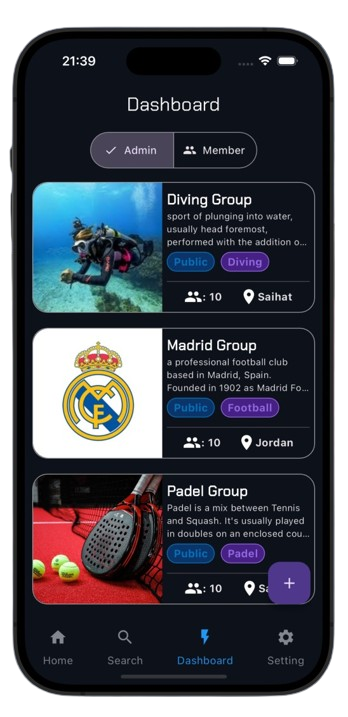 21:39
Dashboard
Admin
Member
Diving Group
sport of plunging into water,
usually head foremost,
performed with the addition o...
Public
Diving
: 10
Saihat
Madrid Group
a professional football club
based in Madrid, Spain.
Founded in 1902 as Madrid Fo...
Public
Football
: 10
Jordan
Padel Group
Padel is a mix between Tennis
and Squash. It's usually played
in doubles on an enclosed cou...
Public
Padel
: 10
+
Home
Search
Dashboard
Setting